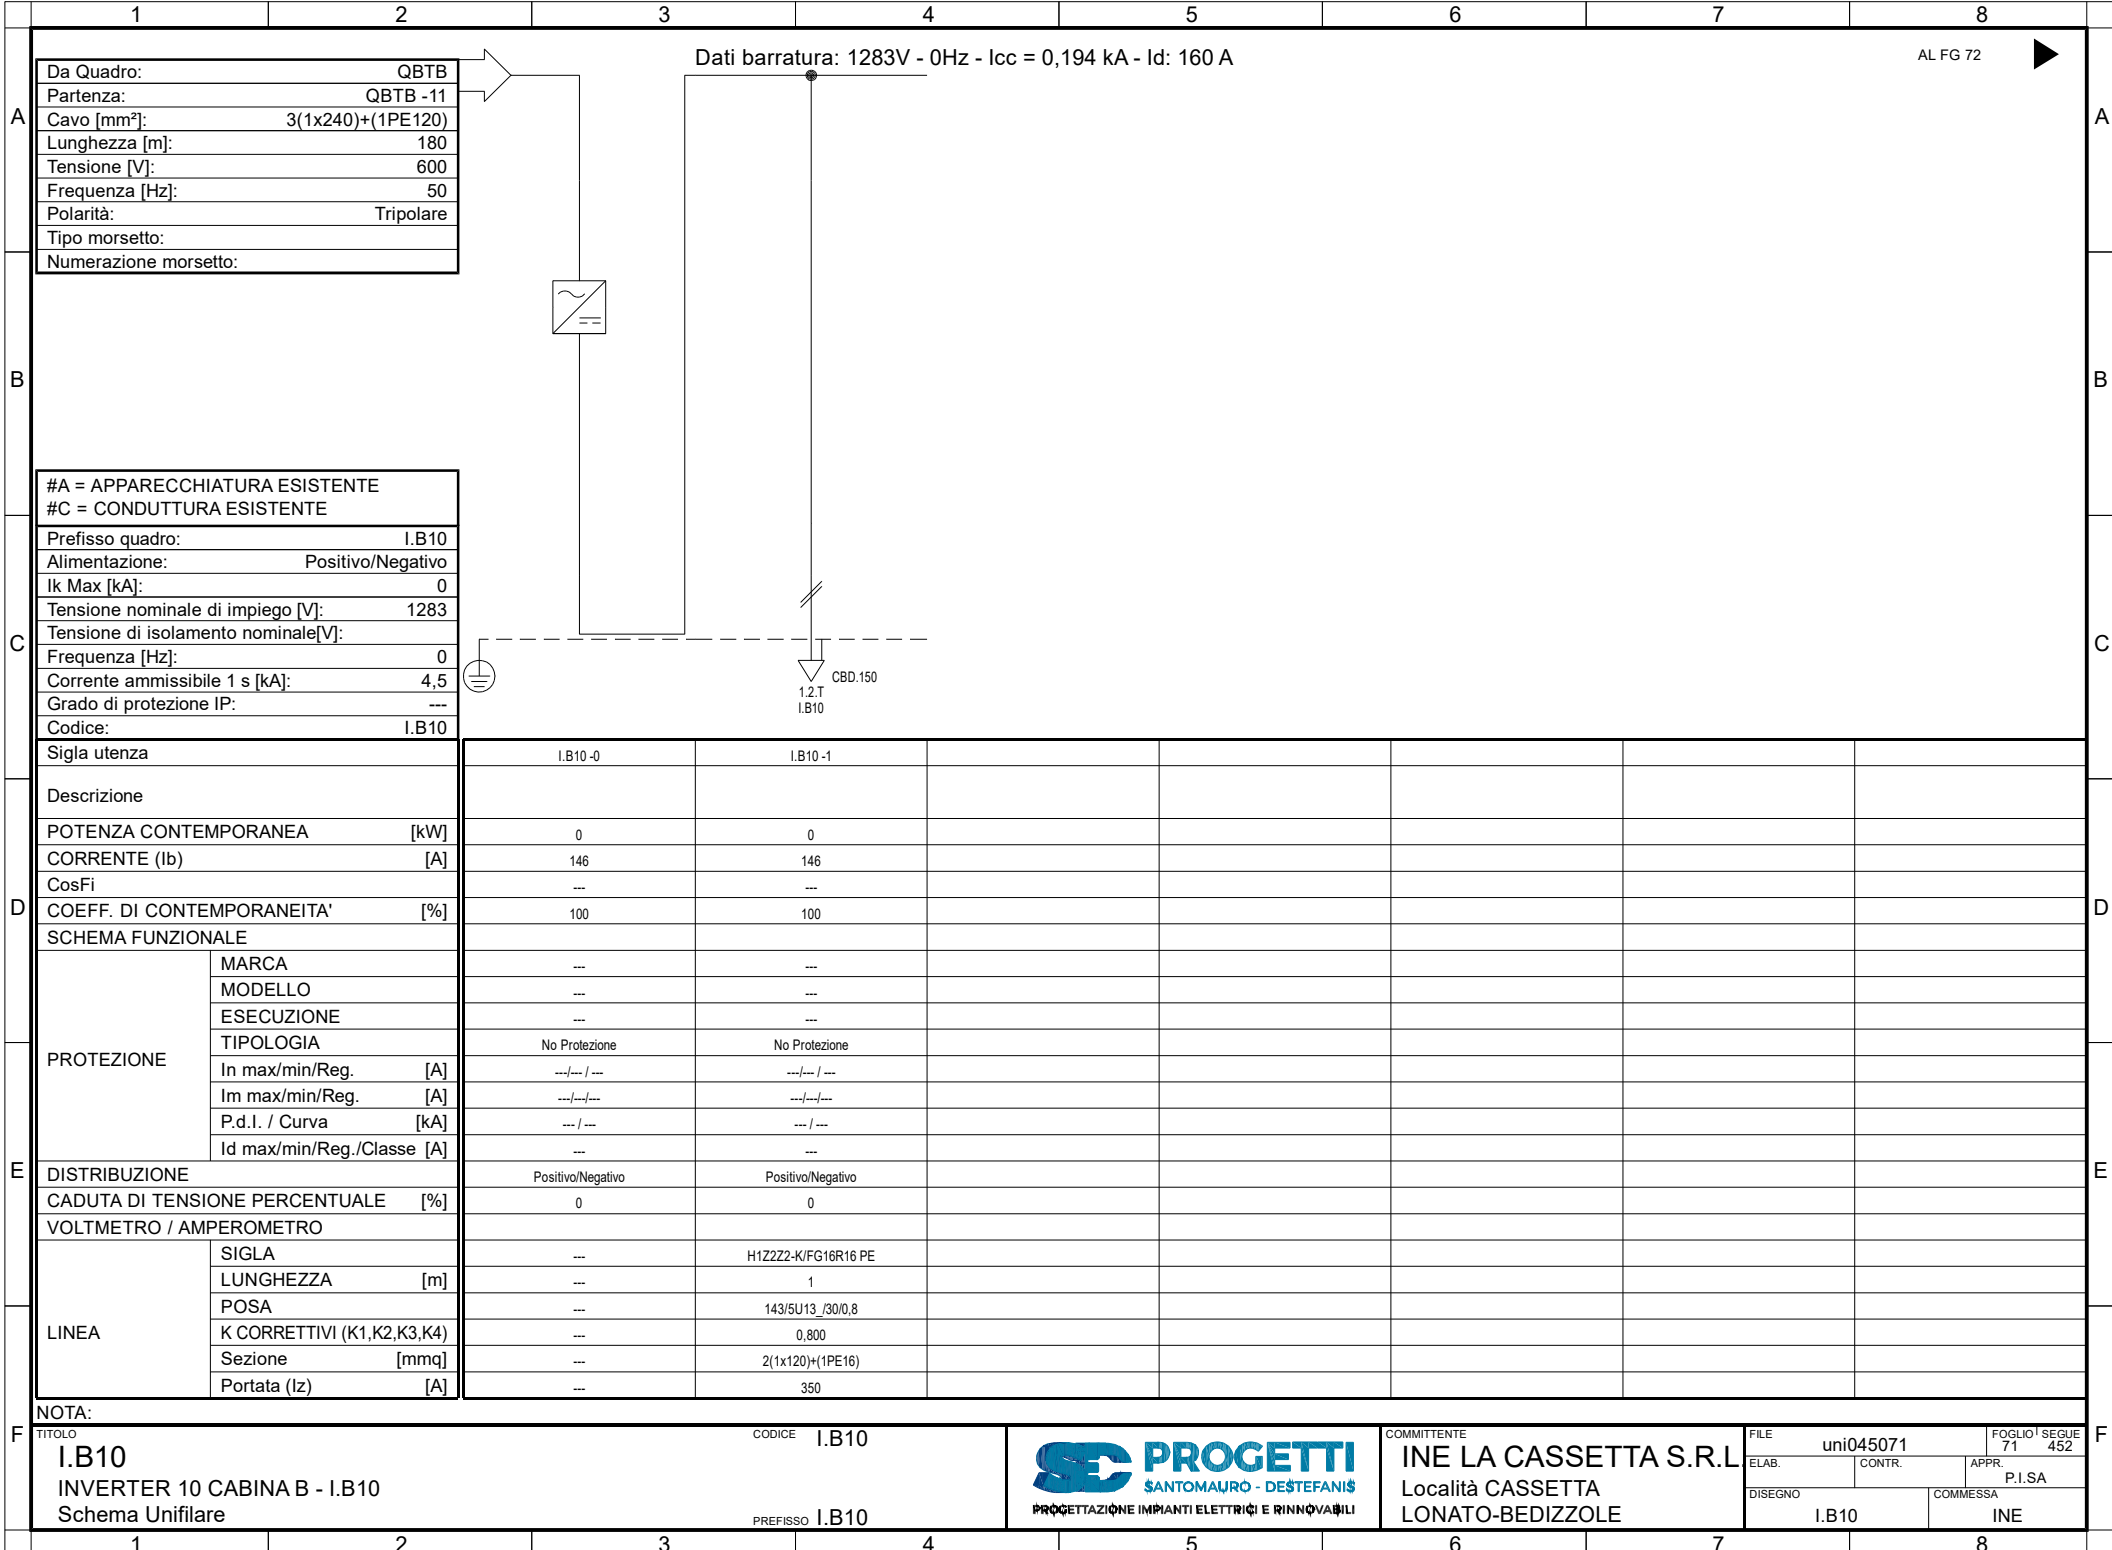 1 2 3 4 5 6 7 8
Dati barratura: 1283V - 0Hz - Icc = 0,194 kA - Id: 160 A
AL FG 72
Da Quadro: QBTB
Partenza: QBTB -11
A A
Cavo [mm²]: 3(1x240)+(1PE120)
Lunghezza [m]: 180
Tensione [V]: 600
Frequenza [Hz]: 50
Polarità: Tripolare
Tipo morsetto:
Numerazione morsetto:
B B
#A = APPARECCHIATURA ESISTENTE
#C = CONDUTTURA ESISTENTE
Prefisso quadro: I.B10
Alimentazione: Positivo/Negativo
Ik Max [kA]: 0
Tensione nominale di impiego [V]: 1283
Tensione di isolamento nominale[V]:
C C
Frequenza [Hz]: 0
Corrente ammissibile 1 s [kA]: 4,5
Grado di protezione IP: ---
Codice: I.B10
CBD.150
1.2.T
I.B10
Sigla utenza I.B10 -0 I.B10 -1
Descrizione
POTENZA CONTEMPORANEA [kW] 0 0
CORRENTE (Ib) [A] 146 146
CosFi --- ---
D D
COEFF. DI CONTEMPORANEITA' [%] 100 100
SCHEMA FUNZIONALE
PROTEZIONE
MARCA --- ---
MODELLO --- ---
ESECUZIONE --- ---
TIPOLOGIA No Protezione No Protezione
In max/min/Reg. [A] ---/--- / --- ---/--- / ---
Im max/min/Reg. [A] ---/---/--- ---/---/---
P.d.I. / Curva [kA] --- / --- --- / ---
Id max/min/Reg./Classe [A] --- ---
E E
DISTRIBUZIONE Positivo/Negativo Positivo/Negativo
CADUTA DI TENSIONE PERCENTUALE [%] 0 0
VOLTMETRO / AMPEROMETRO
LINEA
SIGLA --- H1Z2Z2-K/FG16R16 PE
LUNGHEZZA [m] --- 1
POSA --- 143/5U13_/30/0,8
K CORRETTIVI (K1,K2,K3,K4) --- 0,800
Sezione [mmq] --- 2(1x120)+(1PE16)
Portata (Iz) [A] --- 350
NOTA:
F F
TITOLO
I.B10
INVERTER 10 CABINA B - I.B10
Schema Unifilare
CODICE I.B10
PREFISSO I.B10
PROGETTI
SANTOMAURO - DESTEFANIS
PROGETTAZIONE IMPIANTI ELETTRICI E RINNOVABILI
COMMITTENTE
INE LA CASSETTA S.R.L.
Località CASSETTA
LONATO-BEDIZZOLE
FILE uni045071
FOGLIO 71 SEGUE 452
ELAB. CONTR. APPR. P.I.SA
DISEGNO I.B10
COMMESSA INE
1 2 3 4 5 6 7 8